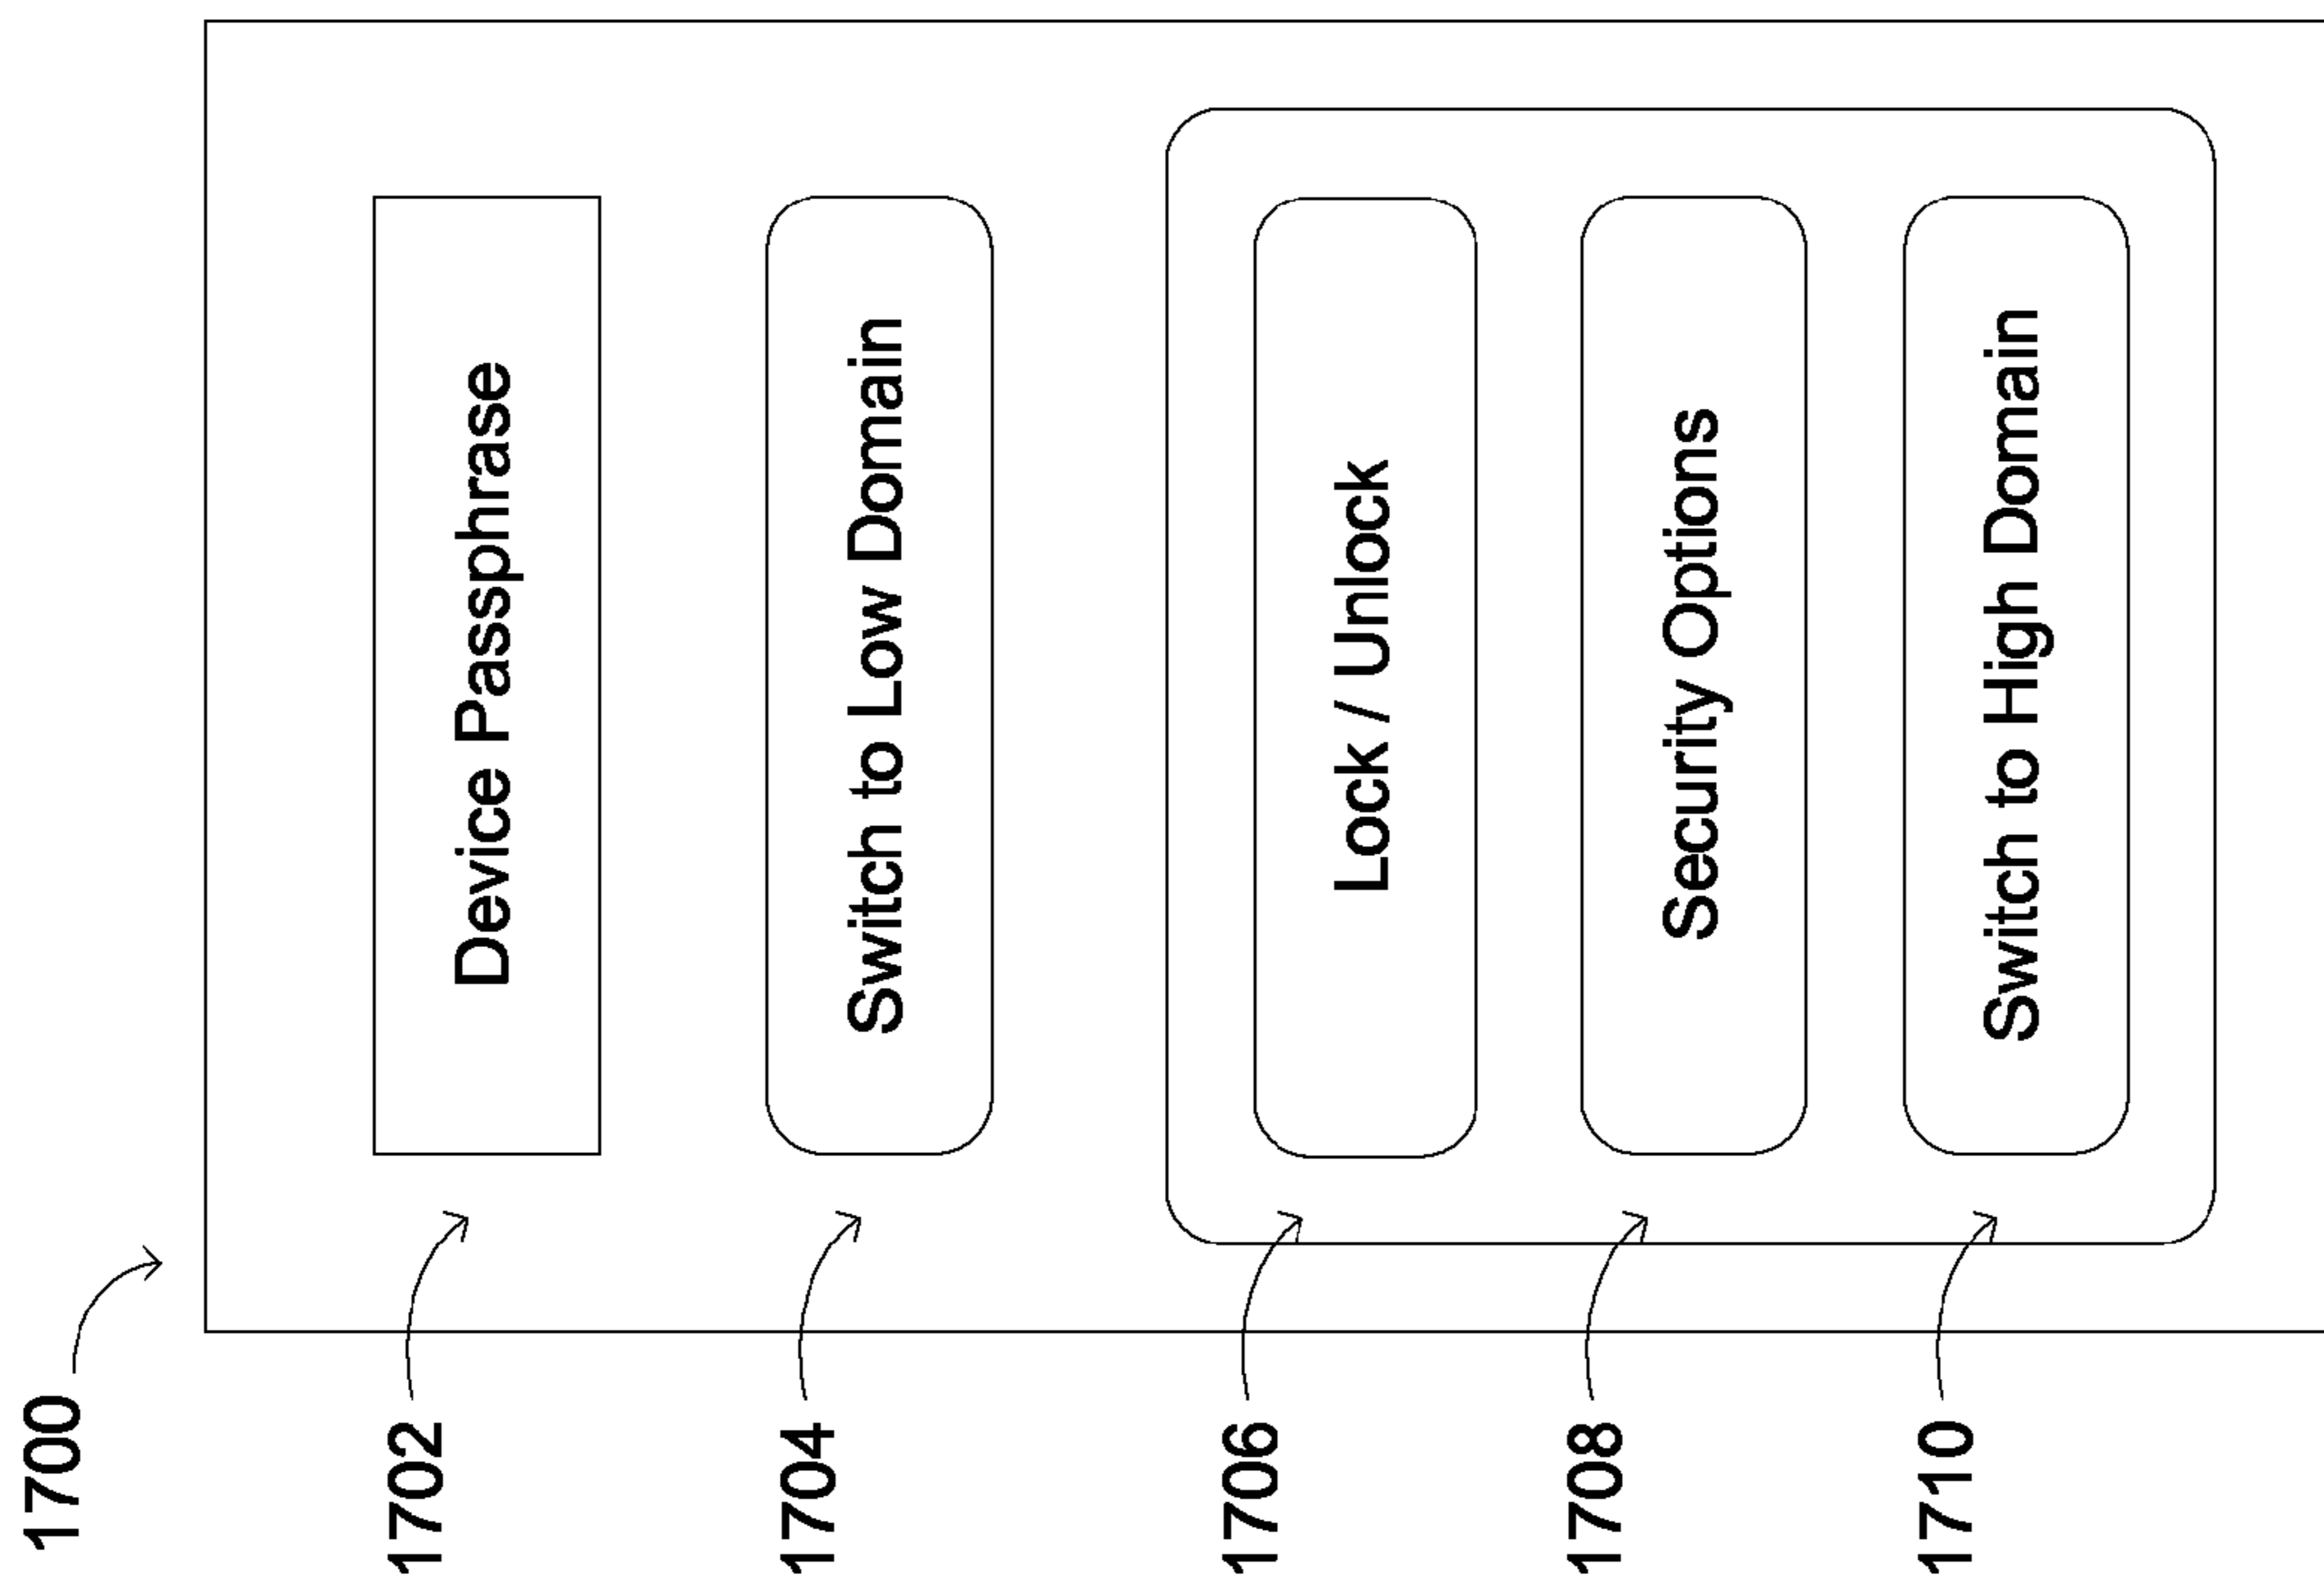 1700
1702
Device Passphrase
1704
Switch to Low Domain
1706
Lock / Unlock
1708
Security Options
1710
Switch to High Domain